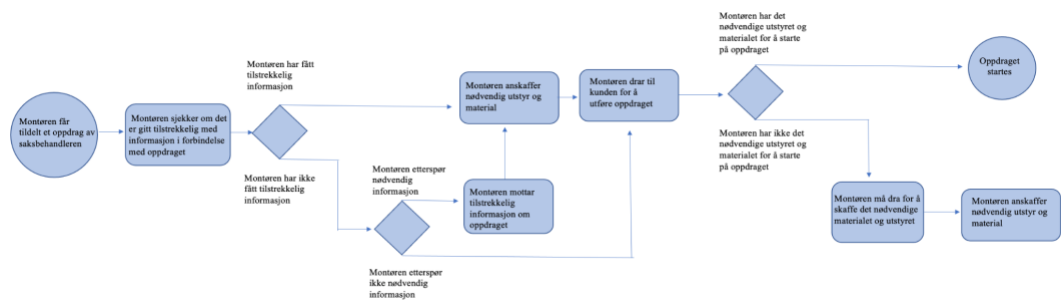 Montøren får
tildelt et oppdrag av
saksbehandleren
Montøren sjekker om det
er gitt tilstrekkelig med
informasjon i forbindelse
med oppdraget
Montøren har fått
tilstrekkelig
informasjon
Montøren har ikke
fått tilstrekkelig
informasjon
Montøren etterspør
nødvendig
informasjon
Montøren etterspør
ikke nødvendig
informasjon
Montøren mottar
tilstrekkelig
informasjon om
oppdraget
Montøren anskaffer
nødvendig utstyr og
material
Montøren drar til
kunden for å
utføre oppdraget
Montøren har det
nødvendige utstyret og
materialet for å starte
på oppdraget
Montøren har ikke det
nødvendige utstyret og
materialet for å starte
på oppdraget
Oppdraget
startes
Montøren må dra for å
skaffe det nødvendige
materialet og utstyret
Montøren anskaffer
nødvendig utstyr og
material